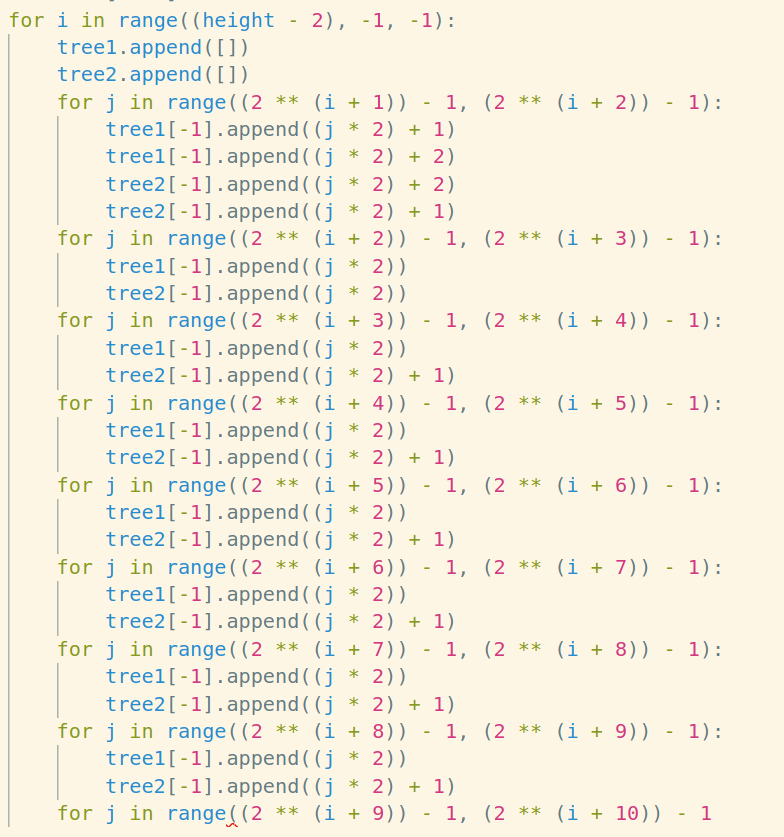 for i in range((height - 2), -1, -1):
    tree1.append([])
    tree2.append([])
    for j in range((2 ** (i + 1)) - 1, (2 ** (i + 2)) - 1):
        tree1[-1].append((j * 2) + 1)
        tree1[-1].append((j * 2) + 2)
        tree2[-1].append((j * 2) + 2)
        tree2[-1].append((j * 2) + 1)
    for j in range((2 ** (i + 2)) - 1, (2 ** (i + 3)) - 1):
        tree1[-1].append((j * 2))
        tree2[-1].append((j * 2))
    for j in range((2 ** (i + 3)) - 1, (2 ** (i + 4)) - 1):
        tree1[-1].append((j * 2))
        tree2[-1].append((j * 2) + 1)
    for j in range((2 ** (i + 4)) - 1, (2 ** (i + 5)) - 1):
        tree1[-1].append((j * 2))
        tree2[-1].append((j * 2) + 1)
    for j in range((2 ** (i + 5)) - 1, (2 ** (i + 6)) - 1):
        tree1[-1].append((j * 2))
        tree2[-1].append((j * 2) + 1)
    for j in range((2 ** (i + 6)) - 1, (2 ** (i + 7)) - 1):
        tree1[-1].append((j * 2))
        tree2[-1].append((j * 2) + 1)
    for j in range((2 ** (i + 7)) - 1, (2 ** (i + 8)) - 1):
        tree1[-1].append((j * 2))
        tree2[-1].append((j * 2) + 1)
    for j in range((2 ** (i + 8)) - 1, (2 ** (i + 9)) - 1):
        tree1[-1].append((j * 2))
        tree2[-1].append((j * 2) + 1)
    for j in range((2 ** (i + 9)) - 1, (2 ** (i + 10)) - 1